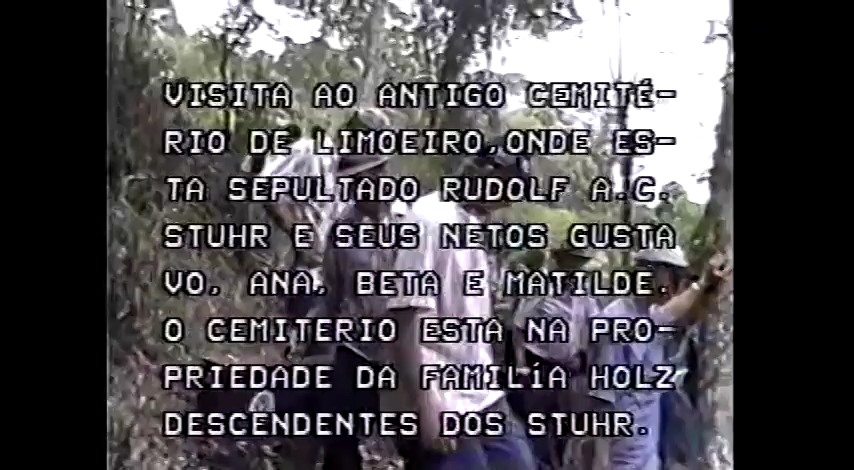 VISITA AO ANTIGO CEMITÉ-
RIO DE LIMOEIRO,ONDE ES-
TA SEPULTADO RUDOLF A.C.
STUHR E SEUS NETOS GUSTA
VO, ANA, BETA E MATILDE.
O CEMITERIO ESTA NA PRO-
PRIEDADE DA FAMILíA HOLZ
DESCENDENTES DOS STUHR.